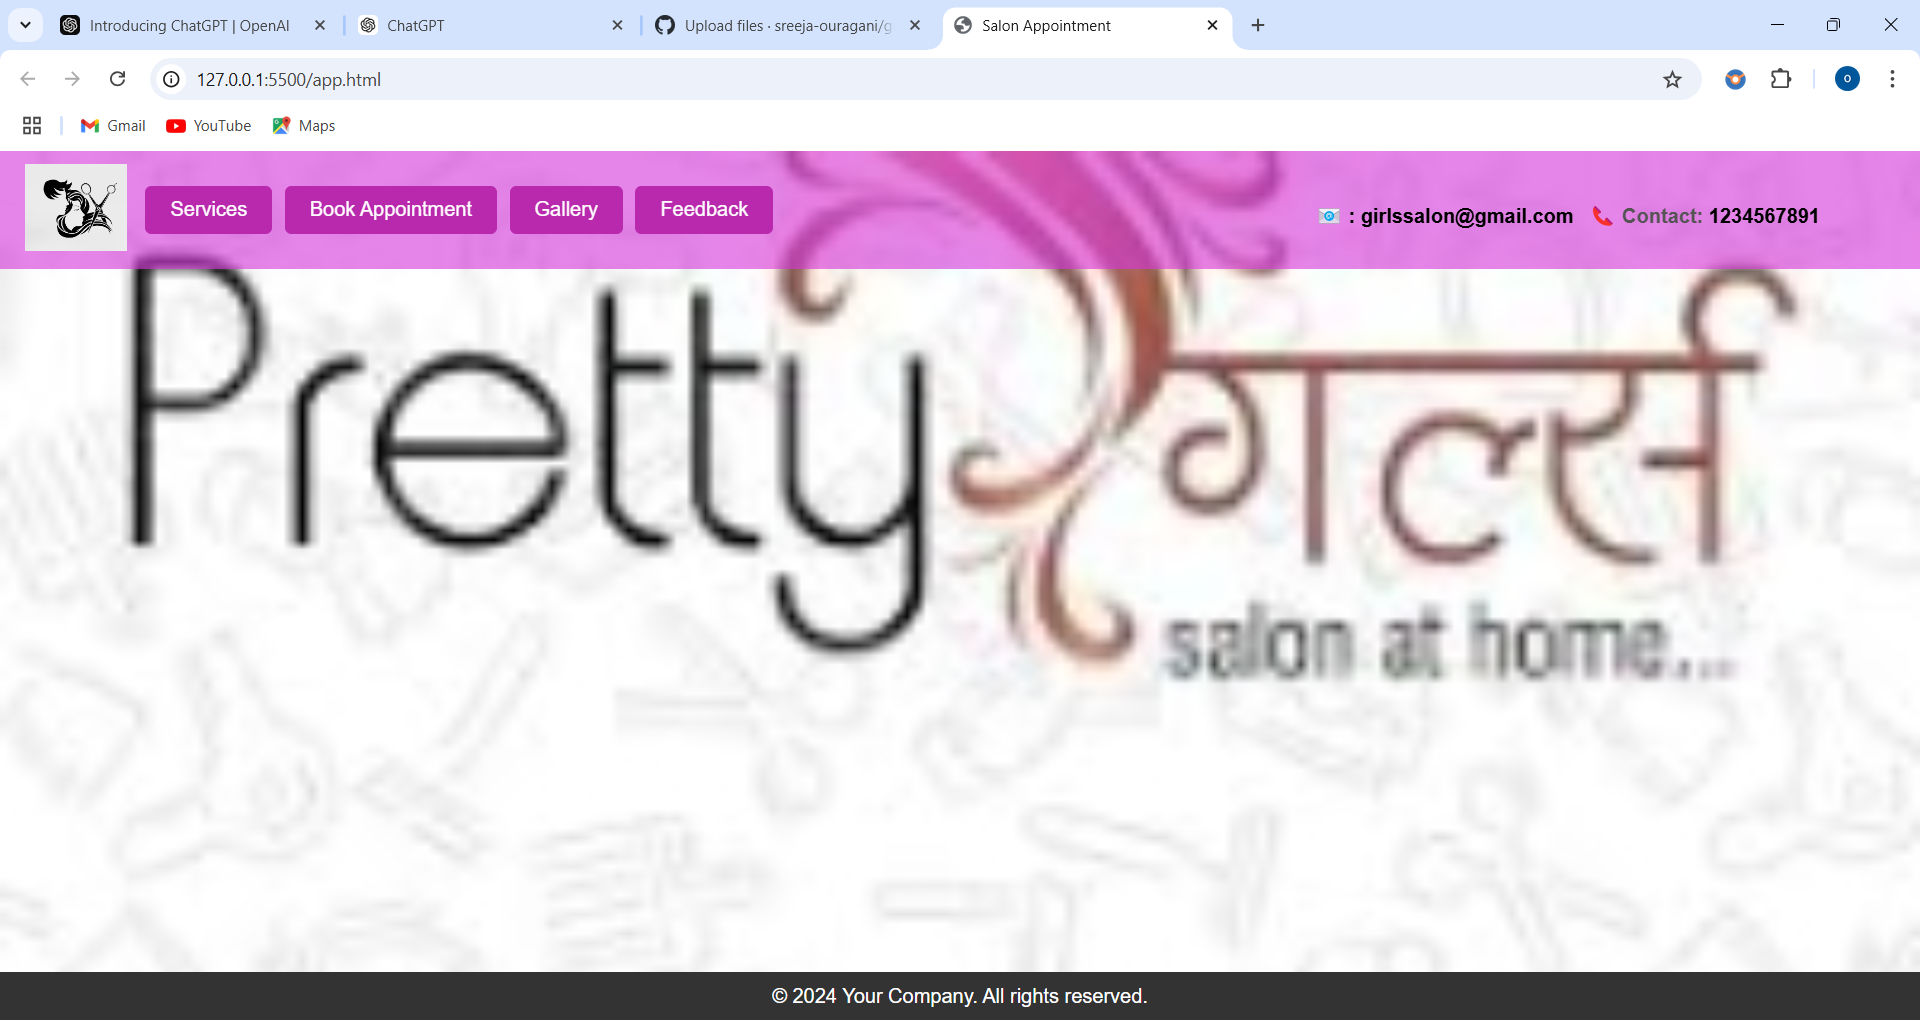 Introducing ChatGPT | OpenAI
ChatGPT
Upload files · sreeja-ouragani/g
Salon Appointment
127.0.0.1:5500/app.html
O
Gmail
YouTube
Maps
Services
Book Appointment
Gallery
Feedback
: girlssalon@gmail.com
Contact: 1234567891
Pretty गर्ल्स
salon at home...
© 2024 Your Company. All rights reserved.